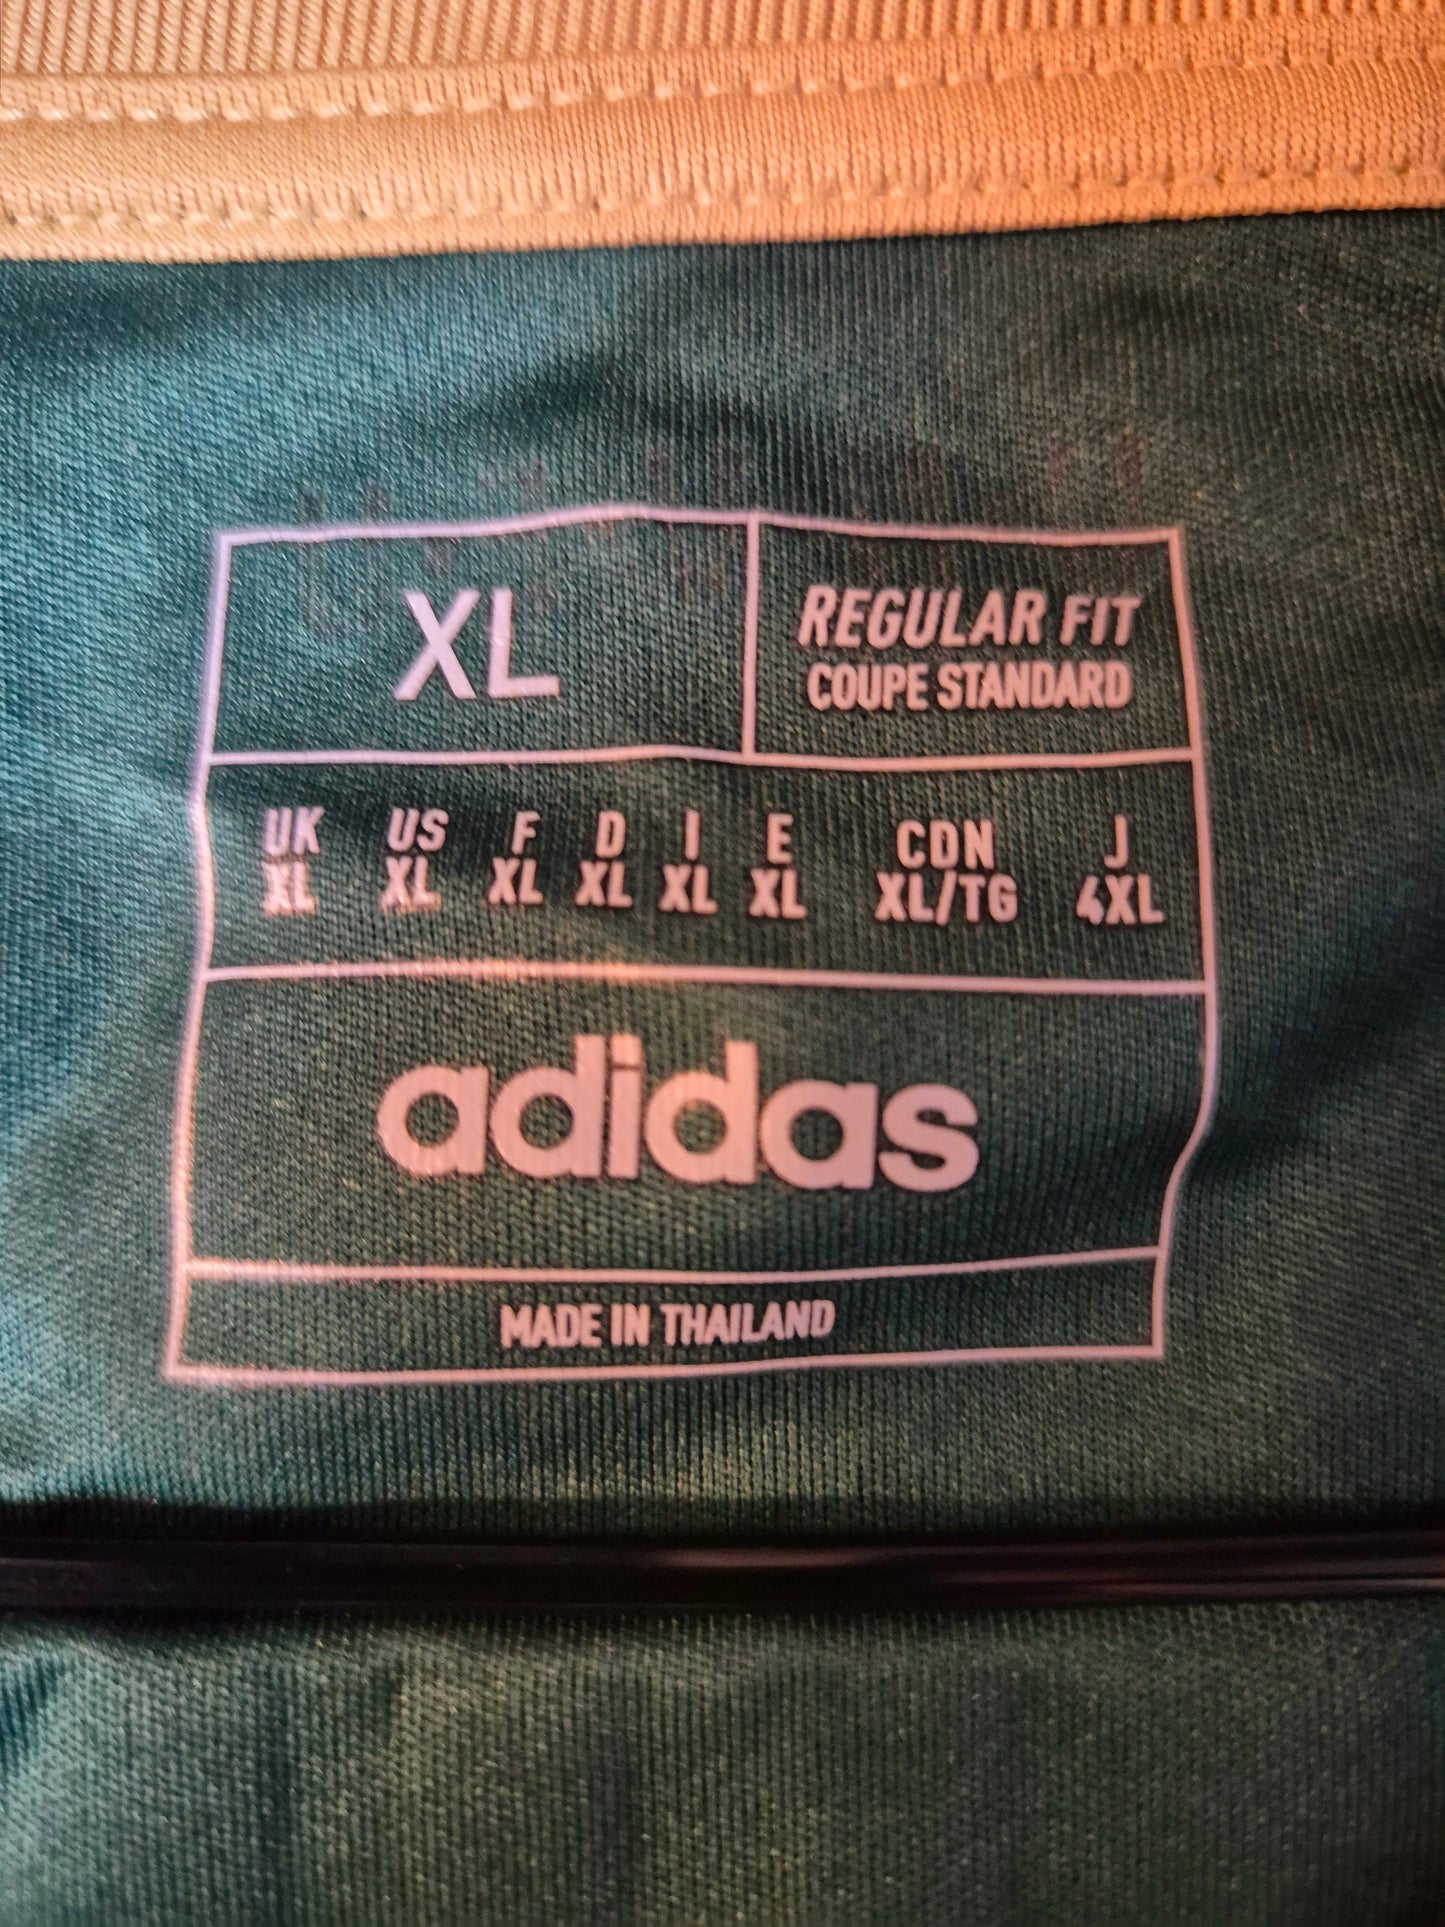 XL
REGULAR FIT
COUPE STANDARD
UK US F D I E CDN J
XL XL XL XL XL XL XL/TG 4XL
adidas
MADE IN THAILAND